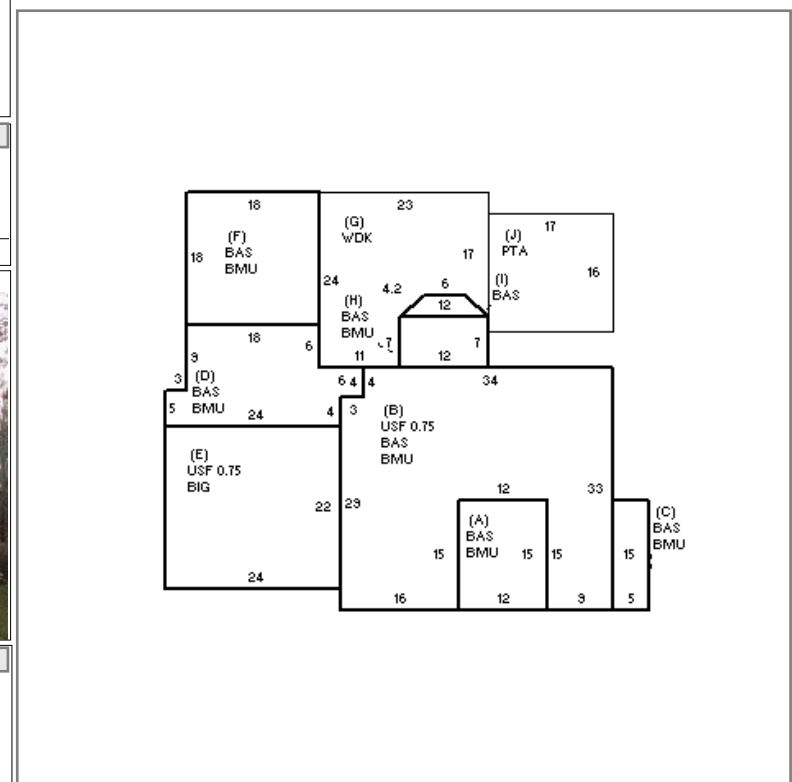 18
23
(F)
BAS
BMU
(G)
WDK
17
(J)
PTA
18
17
16
24
4.2
6
(I)
BAS
(H)
BAS
BMU
12
18
6
7
7
9
11
12
3
(D)
BAS
BMU
6 4
4
34
5
24
4
3
(B)
USF 0.75
BAS
BMU
(E)
USF 0.75
BIG
12
33
22
29
(A)
BAS
BMU
(C)
BAS
BMU
15
15
15
15
24
16
12
9
5